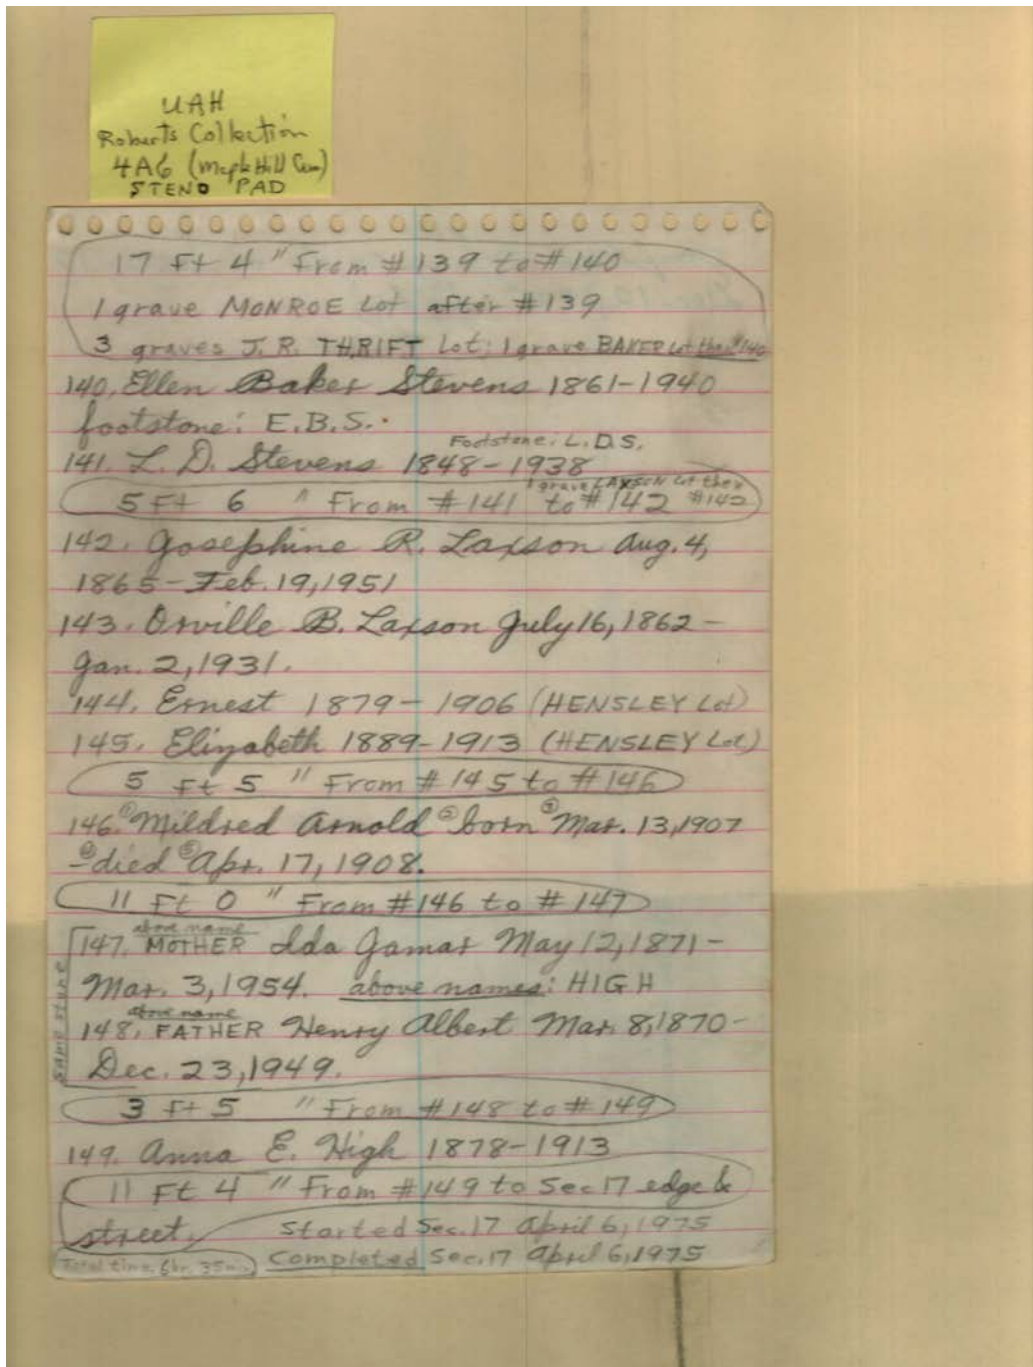 UAH
Roberts Collection
4A6 (Maple Hill Cem)
STENO PAD
17 Ft 4 " From #139 to #140
1 grave MONROE Lot after #139
3 graves J. R. THRIFT Lot; 1 grave BAKER Lot then #140
140. Ellen Baker Stevens 1861-1940
footstone: E.B.S.
Footstone: L.D.S.
141. L. D. Stevens 1848-1938
1 grave LAXSON Lot then #142
5 Ft 6 " From #141 to #142
142. Josephine R. Laxson Aug. 4,
1865-Feb. 19, 1951
143. Orville B. Laxson July 16, 1862-
Jan. 2, 1931.
144. Ernest 1879-1906 (HENSLEY Lot)
145. Elizabeth 1889-1913 (HENSLEY Lot)
5 Ft 5 " From #145 to #146
146. ①Mildred Arnold ②born ③Mar. 13, 1907
④-died ⑤Apr. 17, 1908.
11 Ft 0 " From #146 to #147
above name
147. MOTHER Ida Jamar May 12, 1871-
Mar. 3, 1954. above names: HIGH
above name
148. FATHER Henry Albert Mar. 8, 1870-
Dec. 23, 1949.
same stone
3 Ft 5 " From #148 to #149
149. Anna E. High 1878-1913
11 Ft 4 " From #149 to Sec 17 edge &
street.
Started Sec. 17 April 6, 1975
Total time: 6hr. 35m.
Completed Sec. 17 April 6, 1975